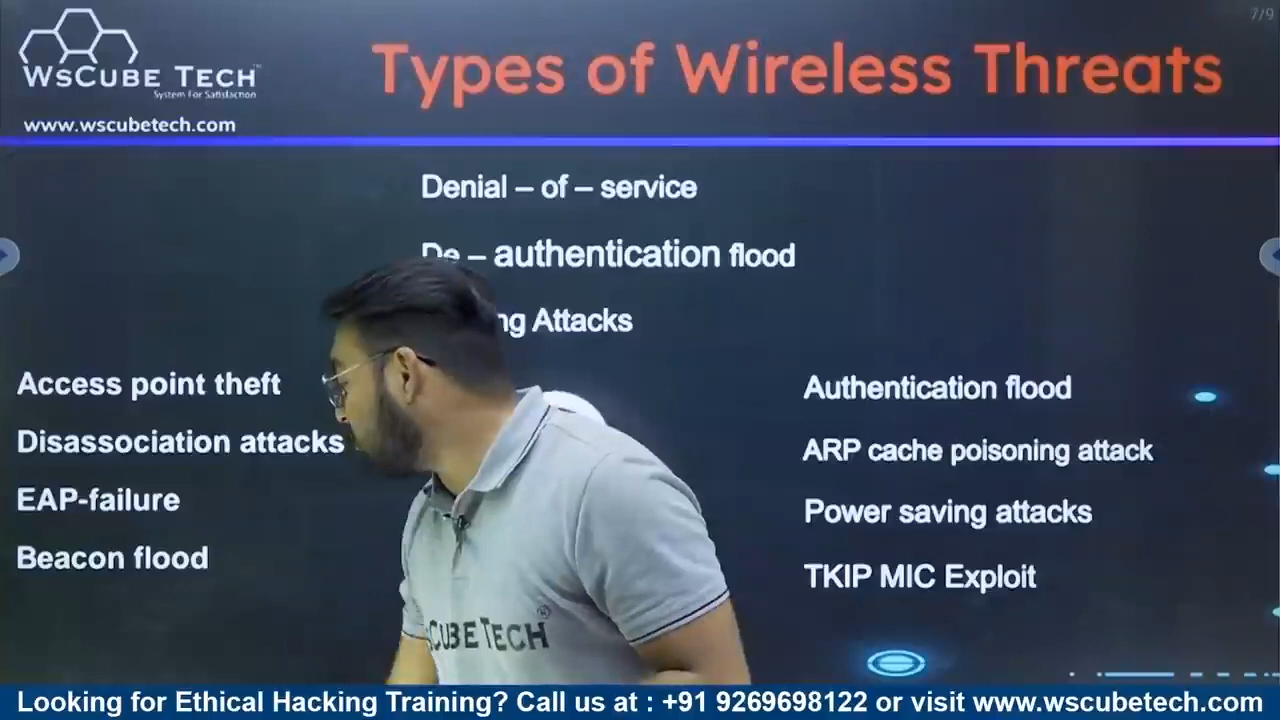 7/9
WSCUBE TECH
System For Satisfaction
www.wscubetech.com
Types of Wireless Threats
Denial – of – service
De – authentication flood
Attacks
Access point theft
Disassociation attacks
EAP-failure
Beacon flood
Authentication flood
ARP cache poisoning attack
Power saving attacks
TKIP MIC Exploit
CUBE TECH
Looking for Ethical Hacking Training? Call us at : +91 9269698122 or visit www.wscubetech.com